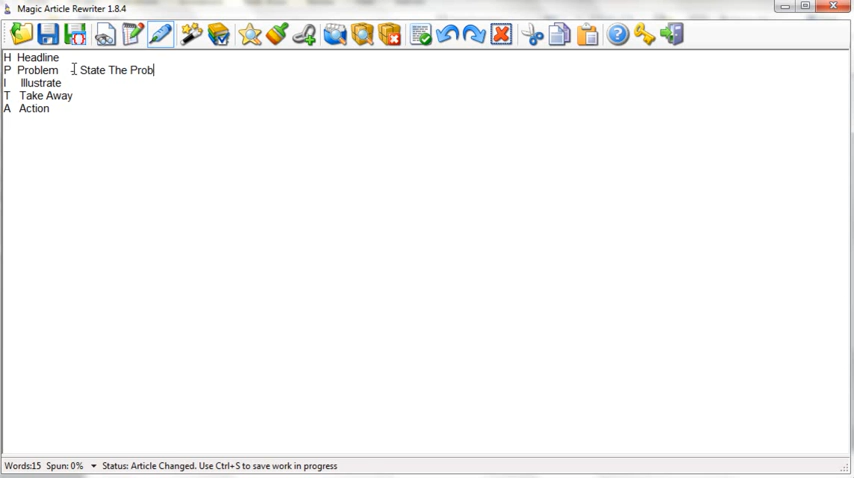 Magic Article Rewriter 1.8.4
H Headline
P Problem State The Prob
I Illustrate
T Take Away
A Action
Words:15 Spun: 0% Status: Article Changed. Use Ctrl+S to save work in progress